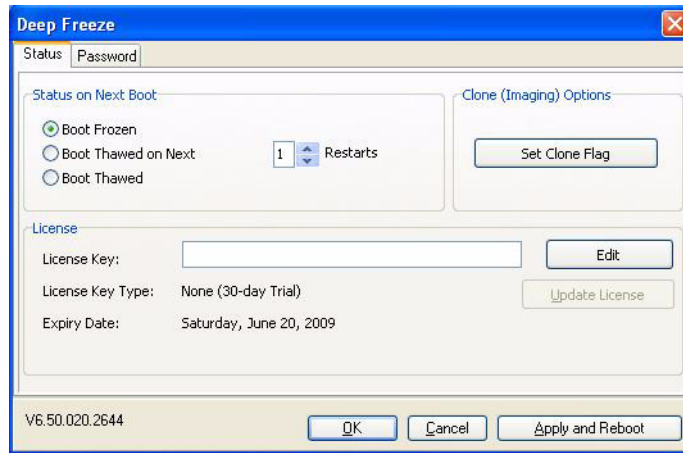 Deep Freeze
Status Password
Status on Next Boot
Boot Frozen
Boot Thawed on Next 1 Restarts
Boot Thawed
Clone (Imaging) Options
Set Clone Flag
License
License Key: Edit
License Key Type: None (30-day Trial) Update License
Expiry Date: Saturday, June 20, 2009
V6.50.020.2644 OK Cancel Apply and Reboot